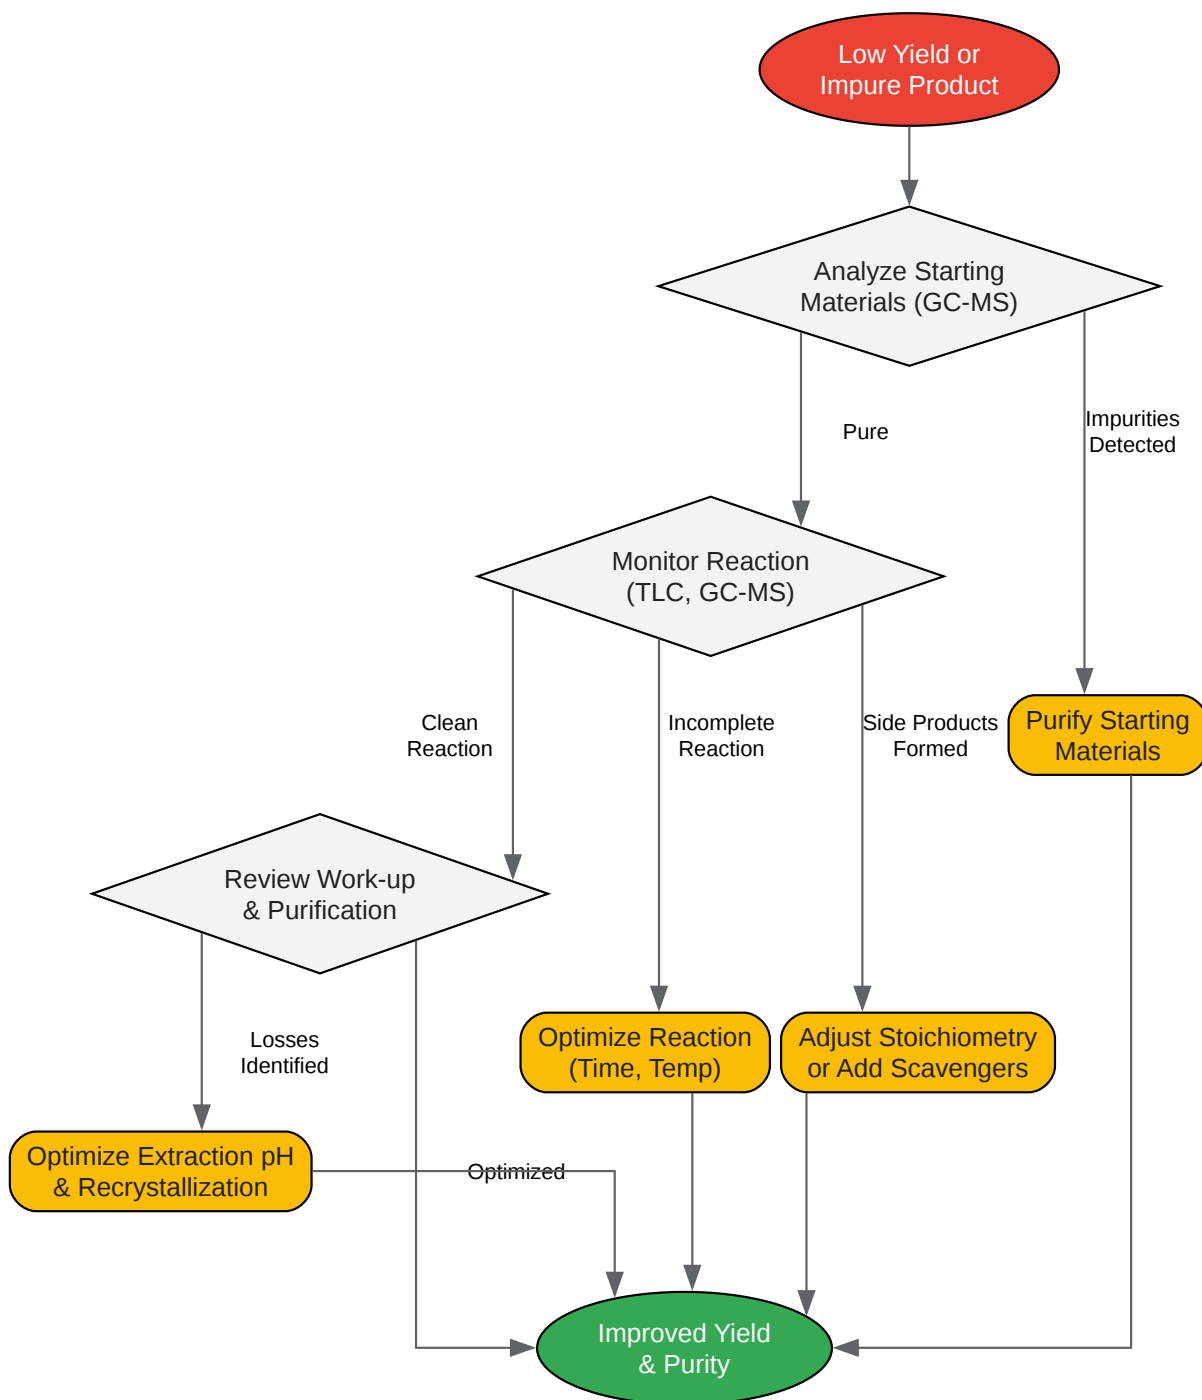 Low Yield or
Impure Product
Analyze Starting
Materials (GC-MS)
Pure
Impurities
Detected
Monitor Reaction
(TLC, GC-MS)
Clean
Reaction
Incomplete
Reaction
Side Products
Formed
Purify Starting
Materials
Review Work-up
& Purification
Losses
Identified
Optimize Reaction
(Time, Temp)
Adjust Stoichiometry
or Add Scavengers
Optimize Extraction pH
& Recrystallization
Optimized
Improved Yield
& Purity